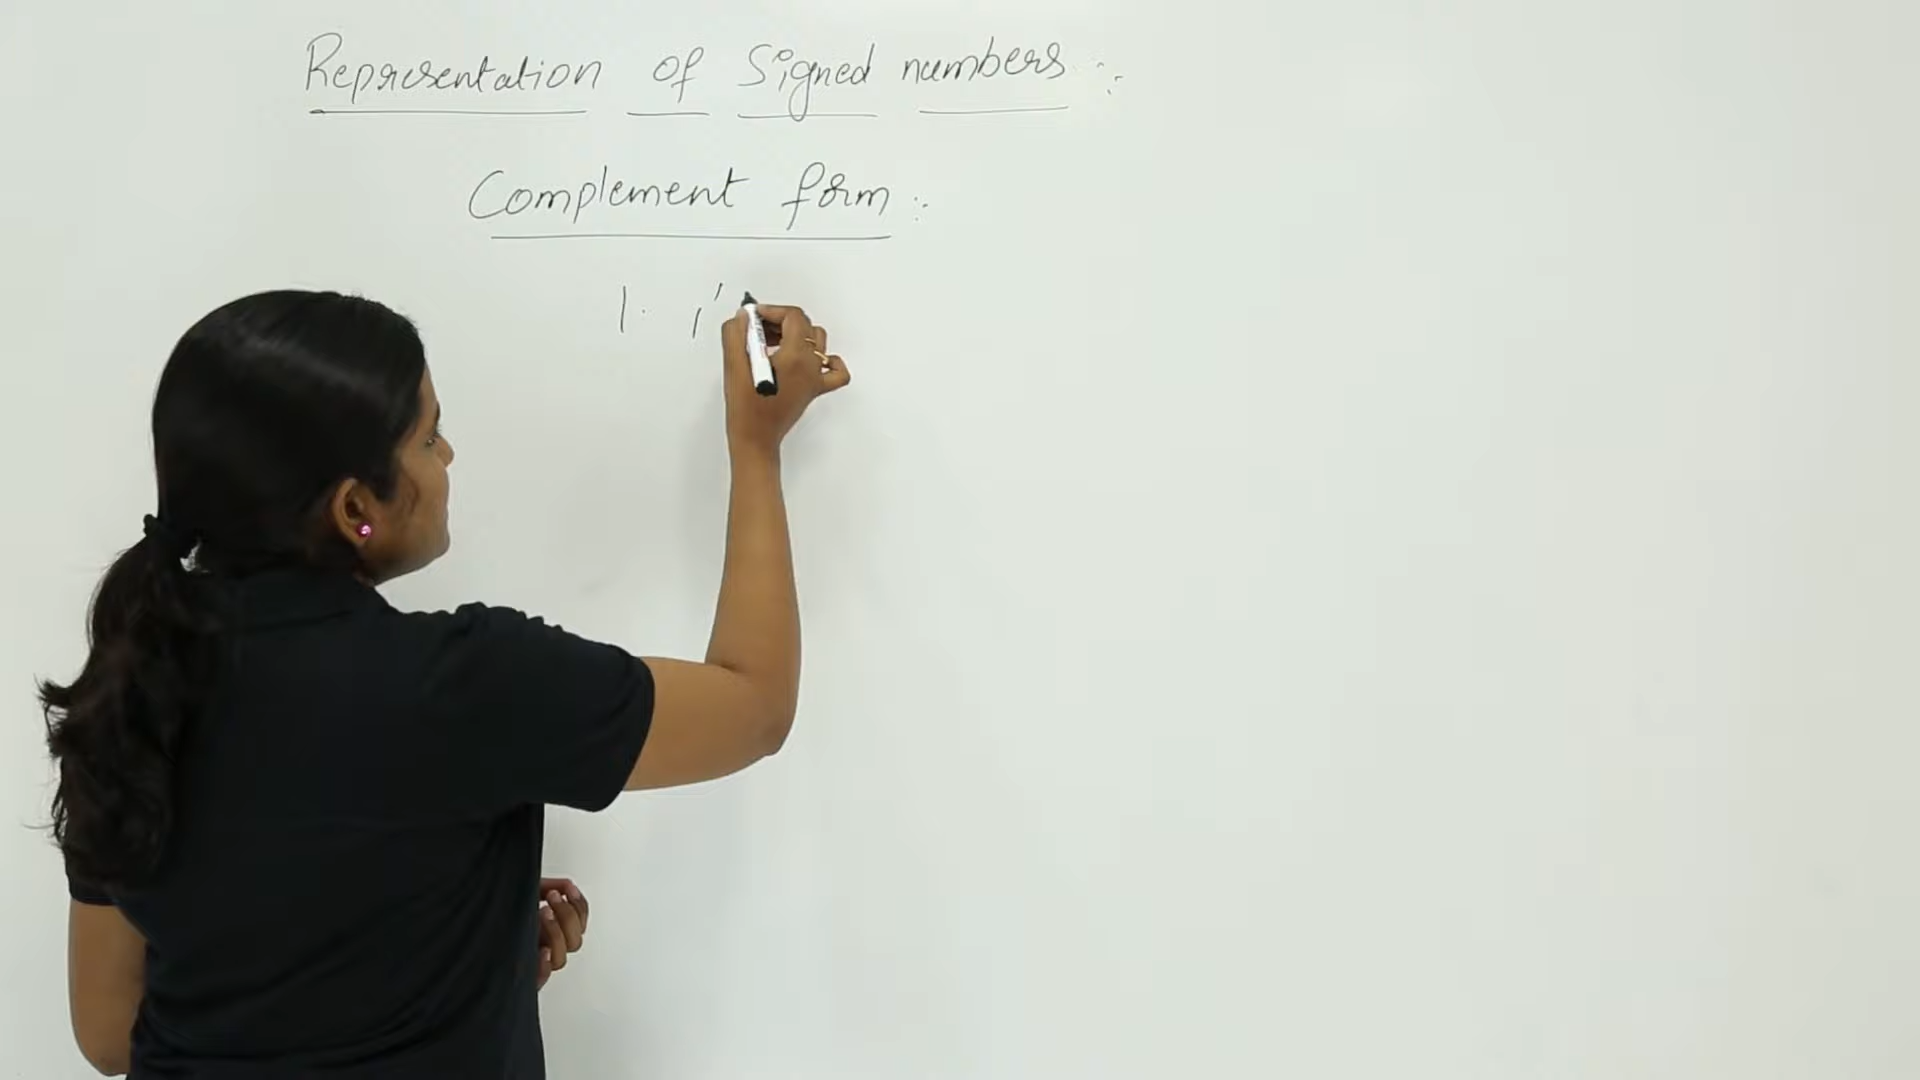 Representation of Signed numbers :-
Complement form :-
1. 1'